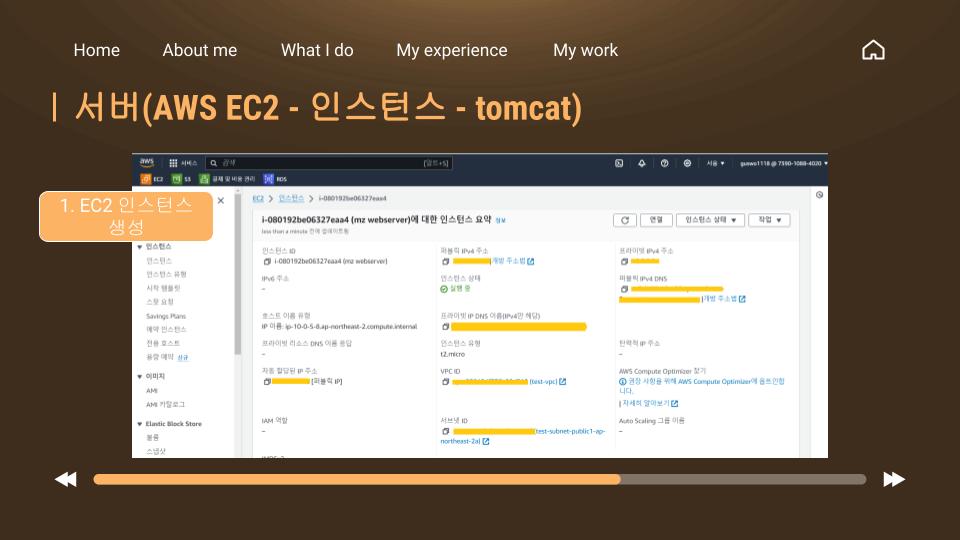 Home About me What I do My experience My work
서버(AWS EC2 - 인스턴스 - tomcat)
aws 서비스 검색 [알트+S] 서울 guswo1118 @ 7390-1088-4020
EC2 S3 결제 및 비용 관리 RDS
1. EC2 인스턴스
생성
인스턴스
인스턴스
인스턴스 유형
시작 템플릿
스팟 요청
Savings Plans
예약 인스턴스
전용 호스트
용량 예약 신규
이미지
AMI
AMI 카탈로그
Elastic Block Store
볼륨
스냅샷
EC2 > 인스턴스 > i-080192be06327eaa4
i-080192be06327eaa4 (mz webserver)에 대한 인스턴스 요약 정보
less than a minute 전에 업데이트됨
연결 인스턴스 상태 작업
인스턴스 ID
i-080192be06327eaa4 (mz webserver)
퍼블릭 IPv4 주소
개방 주소법
프라이빗 IPv4 주소
IPv6 주소
–
인스턴스 상태
실행 중
퍼블릭 IPv4 DNS
개방 주소법
호스트 이름 유형
IP 이름: ip-10-0-5-8.ap-northeast-2.compute.internal
프라이빗 IP DNS 이름(IPv4만 해당)
프라이빗 리소스 DNS 이름 응답
–
인스턴스 유형
t2.micro
탄력적 IP 주소
–
자동 할당된 IP 주소
[퍼블릭 IP]
VPC ID
(test-vpc)
AWS Compute Optimizer 찾기
권장 사항을 위해 AWS Compute Optimizer에 옵트인합
니다.
| 자세히 알아보기
IAM 역할
–
서브넷 ID
(test-subnet-public1-ap-
northeast-2a)
Auto Scaling 그룹 이름
–